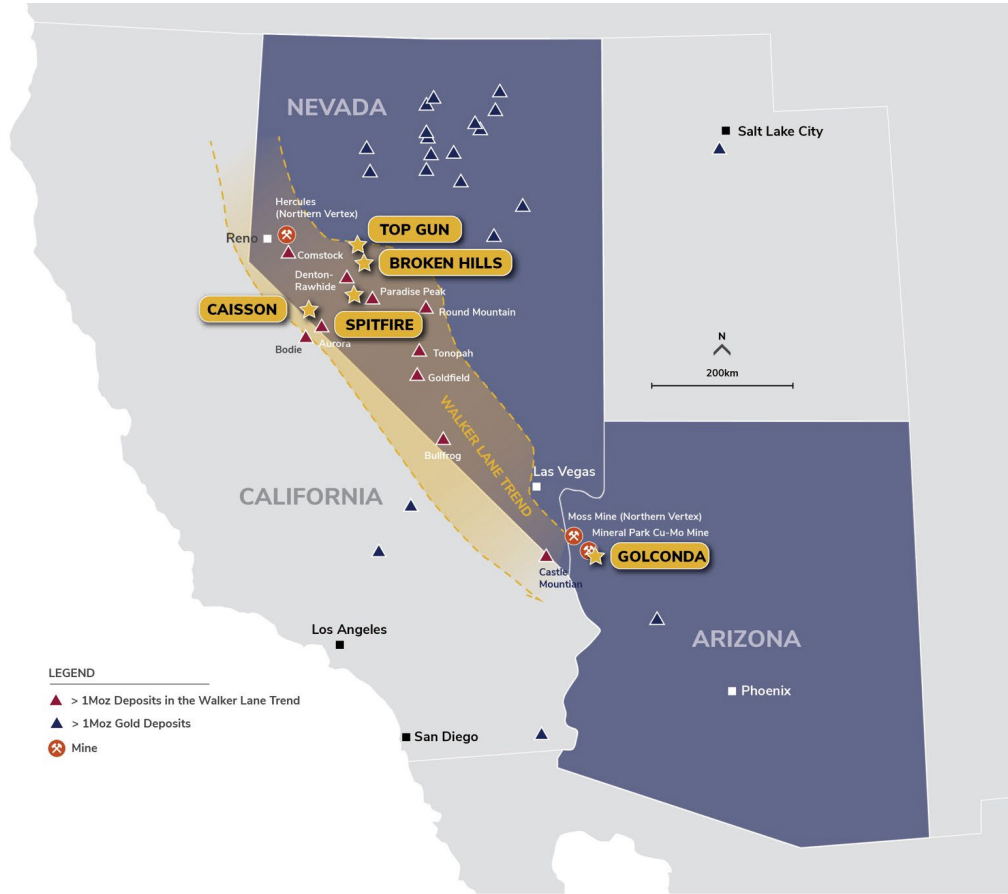 NEVADA
Salt Lake City
Hercules
(Northern Vertex)
Reno
TOP GUN
Comstock
BROKEN HILLS
Denton-
Rawhide
Paradise Peak
CAISSON
SPITFIRE
Round Mountain
Aurora
Bodie
Tonopah
Goldfield
N
200km
WALKER LANE TREND
Bullfrog
Las Vegas
CALIFORNIA
Moss Mine (Northern Vertex)
Mineral Park Cu-Mo Mine
GOLCONDA
Castle
Mountian
Los Angeles
ARIZONA
Phoenix
San Diego
LEGEND
> 1Moz Deposits in the Walker Lane Trend
> 1Moz Gold Deposits
Mine